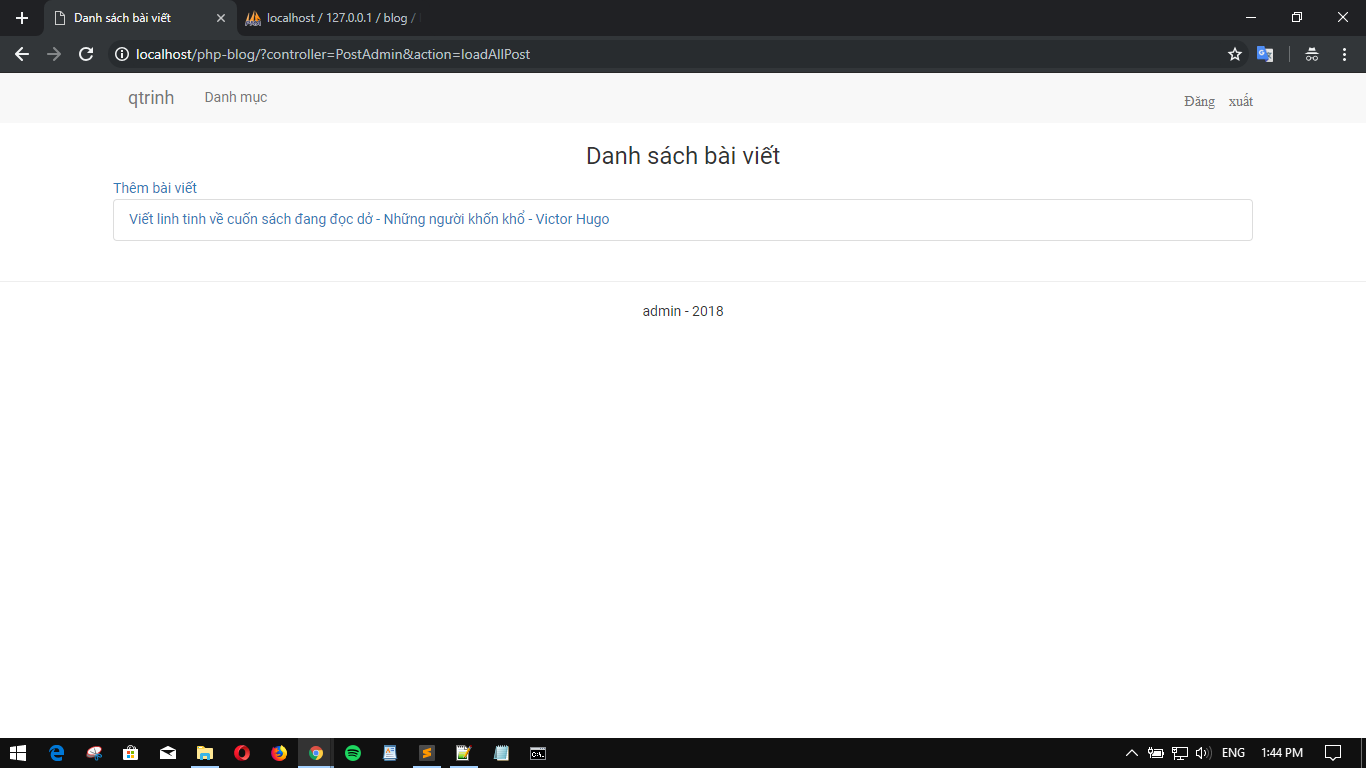 Danh sách bài viết
localhost / 127.0.0.1 / blog /
localhost/php-blog/?controller=PostAdmin&action=loadAllPost
qtrinh Danh mục Đăng xuất
Danh sách bài viết
Thêm bài viết
Viết linh tinh về cuốn sách đang đọc dở - Những người khốn khổ - Victor Hugo
admin - 2018
ENG 1:44 PM